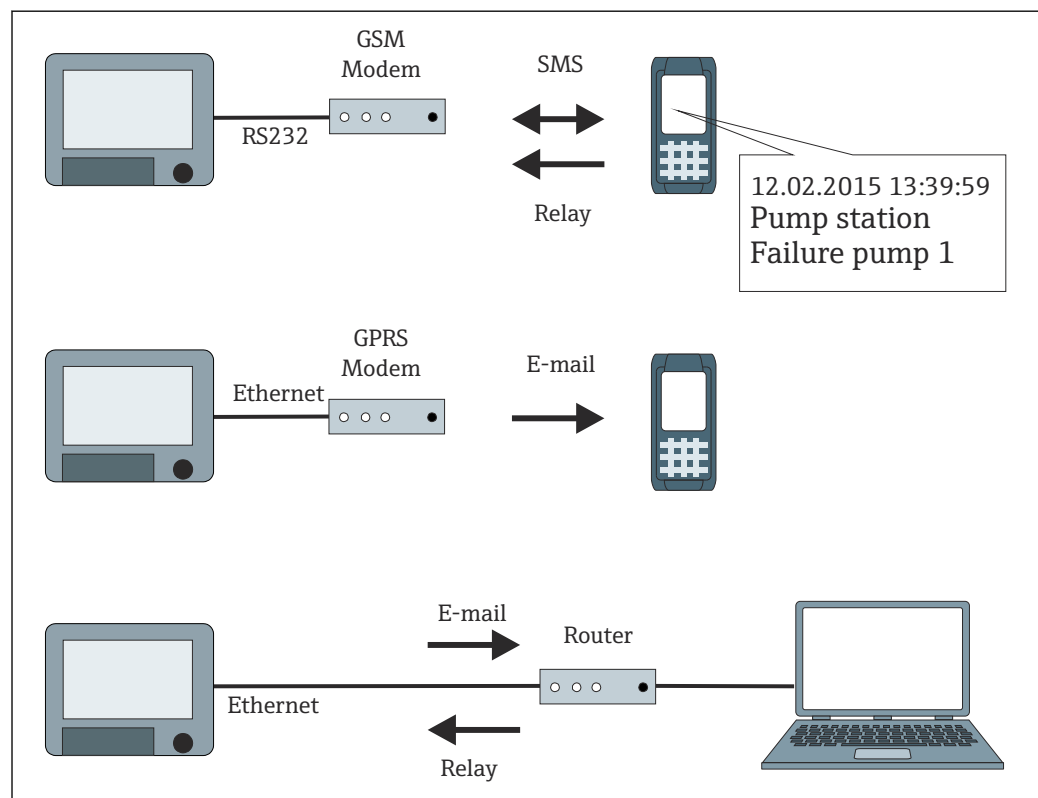 GSM
Modem
SMS
RS232
Relay
12.02.2015 13:39:59
Pump station
Failure pump 1
GPRS
Modem
E-mail
Ethernet
E-mail
Router
Ethernet
Relay